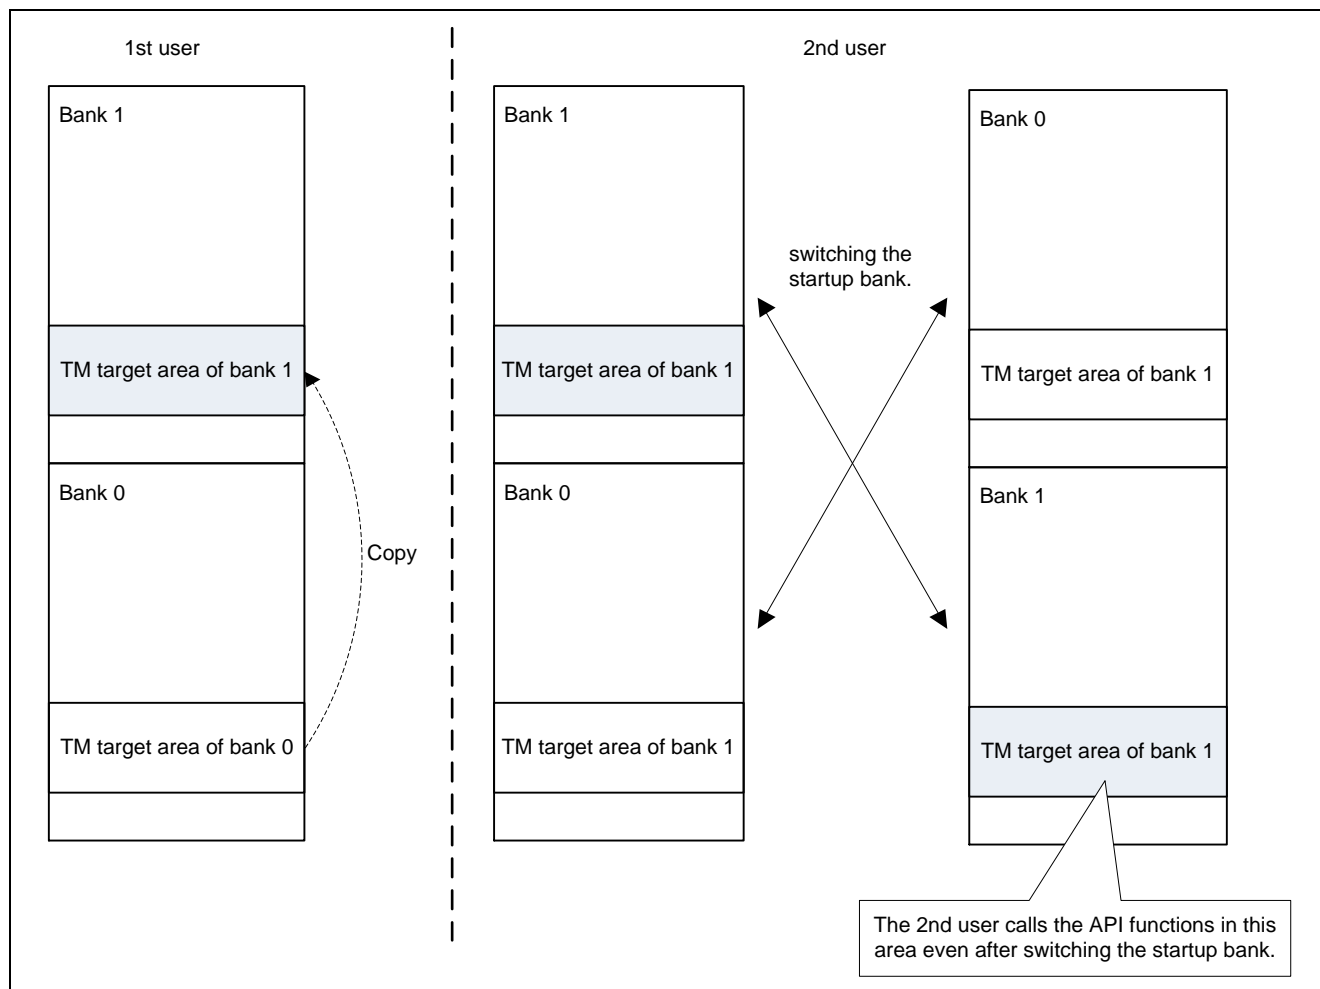 1st user
2nd user
Bank 1
TM target area of bank 1
Bank 0
TM target area of bank 0
Copy
Bank 1
TM target area of bank 1
Bank 0
TM target area of bank 1
switching the
startup bank.
Bank 0
TM target area of bank 1
Bank 1
TM target area of bank 1
The 2nd user calls the API functions in this
area even after switching the startup bank.